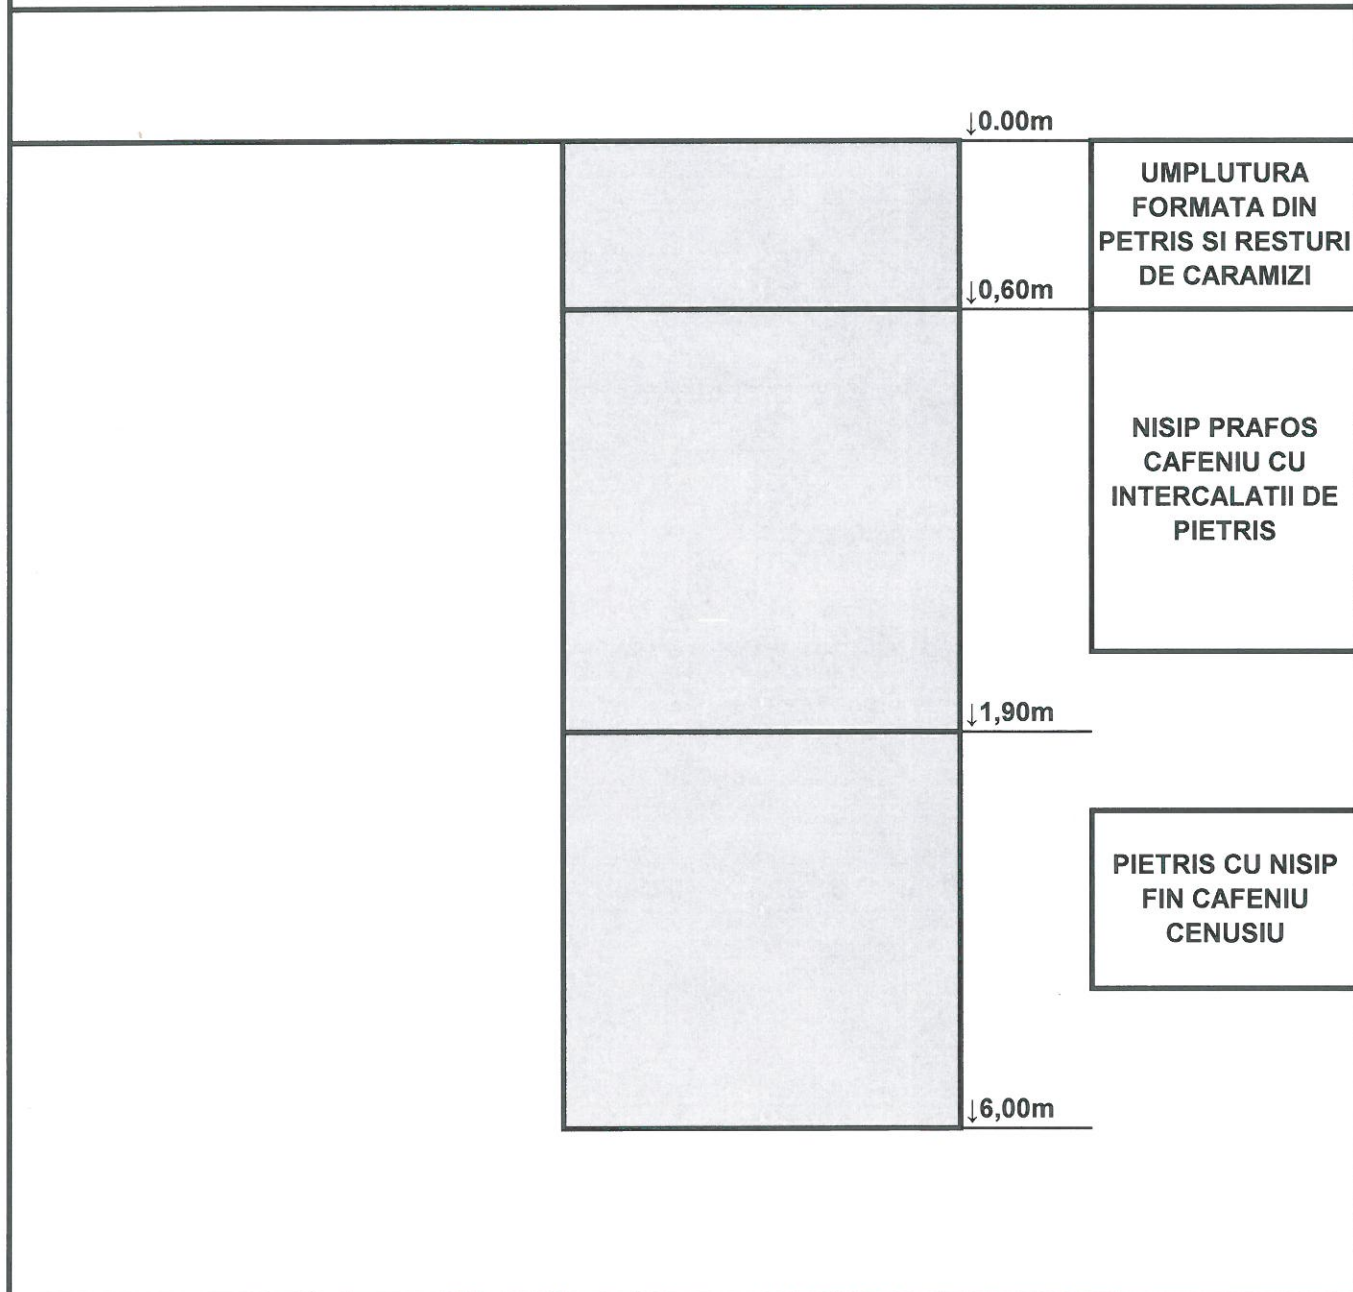 ↓0.00m
UMPLUTURA
FORMATA DIN
PETRIS SI RESTURI
DE CARAMIZI
↓0,60m
NISIP PRAFOS
CAFENIU CU
INTERCALATII DE
PIETRIS
↓1,90m
PIETRIS CU NISIP
FIN CAFENIU
CENUSIU
↓6,00m